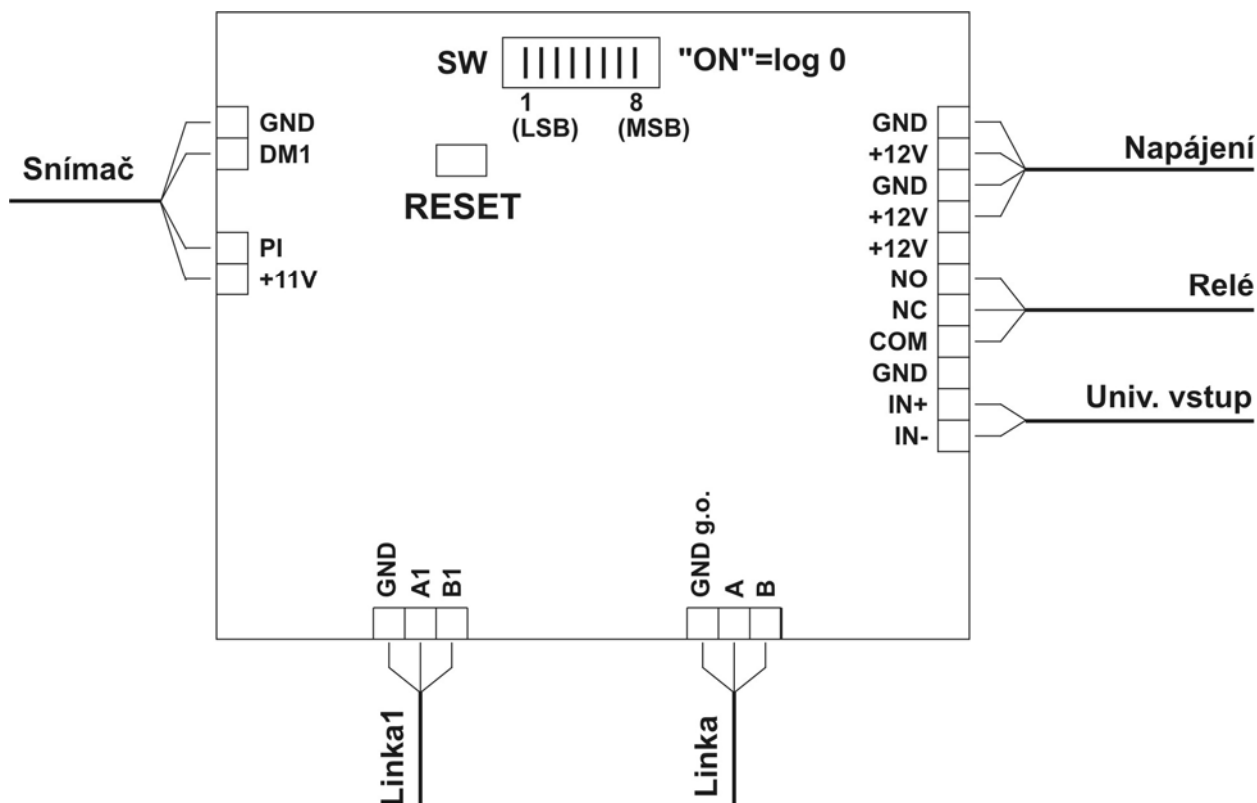 SW
"ON"=log 0
1
8
(LSB)
(MSB)
RESET
Snímač
GND
DM1
PI
+11V
GND
+12V
GND
+12V
+12V
NO
NC
COM
GND
IN+
IN-
Napájení
Relé
Univ. vstup
GND
A1
B1
Linka1
GND g.o.
A
B
Linka